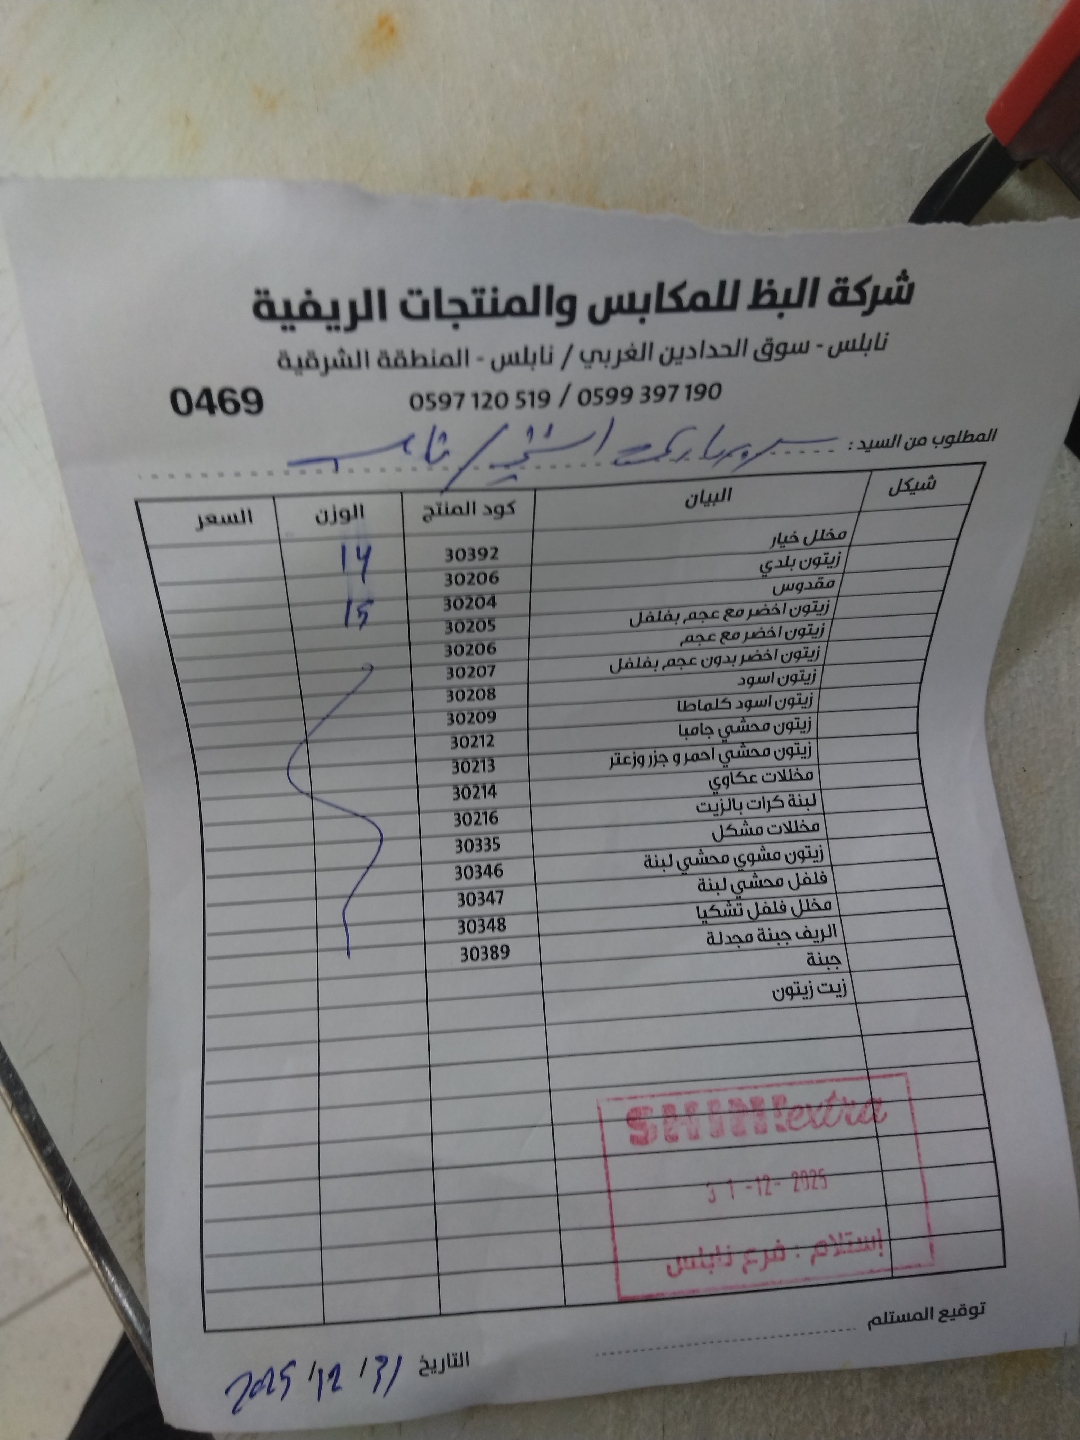 شركة البظ للمكابس والمنتجات الريفية
نابلس - سوق الحدادين الغربي / نابلس - المنطقة الشرقية
0469 0597 120 519 / 0599 397 190
المطلوب من السيد :
شيكل البيان كود المنتج الوزن السعر
مخلل خيار 30392 14
زيتون بلدي 30206
مقدوس 30204 15
زيتون اخضر مع عجم بفلفل 30205
زيتون اخضر مع عجم 30206
زيتون اخضر بدون عجم بفلفل 30207
زيتون اسود 30208
زيتون اسود كلماطا 30209
زيتون محشي جامبا 30212
زيتون محشي احمر و جزر وزعتر 30213
مخللات عكاوي 30214
لبنة كرات بالزيت 30216
مخللات مشكل 30335
زيتون مشوي محشي لبنة 30346
فلفل محشي لبنة 30347
مخلل فلفل تشكيا 30348
الريف جبنة مجدلة 30389
جبنة
زيت زيتون
SHINI extra
31-12-2025
إستلام : فرع نابلس
توقيع المستلم
التاريخ 31/12/2025